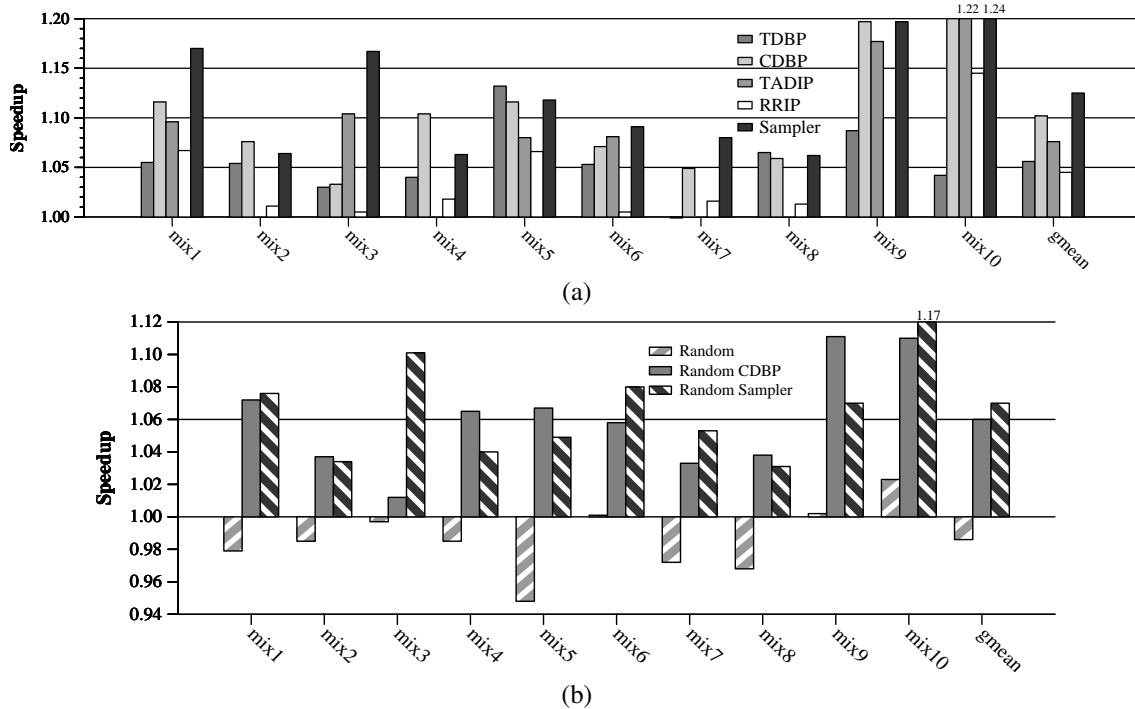 1.22 1.24
1.20
1.15
1.10
1.05
1.00
Speedup
TDBP
CDBP
TADIP
RRIP
Sampler
mix1 mix2 mix3 mix4 mix5 mix6 mix7 mix8 mix9 mix10 gmean
(a)
1.17
1.12
1.10
1.08
1.06
1.04
1.02
1.00
0.98
0.96
0.94
Speedup
Random
Random CDBP
Random Sampler
mix1 mix2 mix3 mix4 mix5 mix6 mix7 mix8 mix9 mix10 gmean
(b)